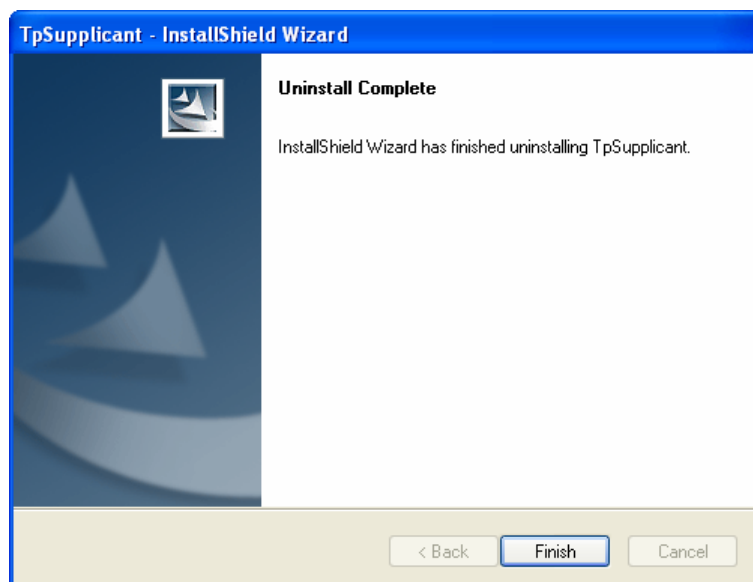 TpSupplicant - InstallShield Wizard
Uninstall Complete
InstallShield Wizard has finished uninstalling TpSupplicant.
< Back
Finish
Cancel